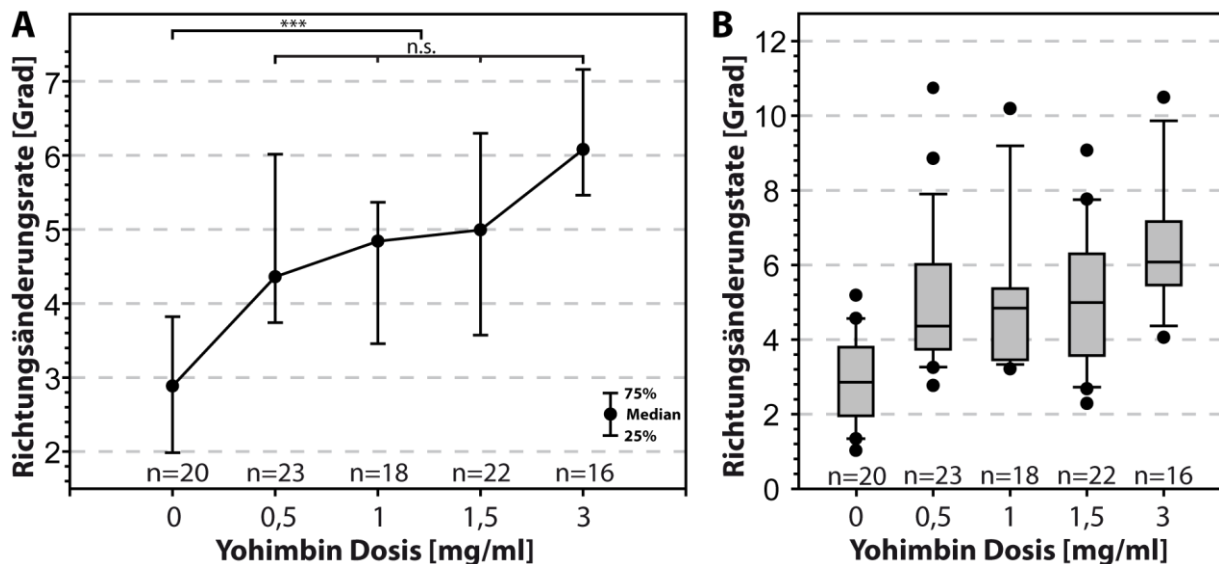 A
***
n.s.
Richtungsänderungsrate [Grad]
7
6
5
4
3
2
75%
Median
25%
n=20 n=23 n=18 n=22 n=16
0 0,5 1 1,5 3
Yohimbin Dosis [mg/ml]
B
Richtungsänderungstate [Grad]
12
10
8
6
4
2
0
n=20 n=23 n=18 n=22 n=16
0 0,5 1 1,5 3
Yohimbin Dosis [mg/ml]